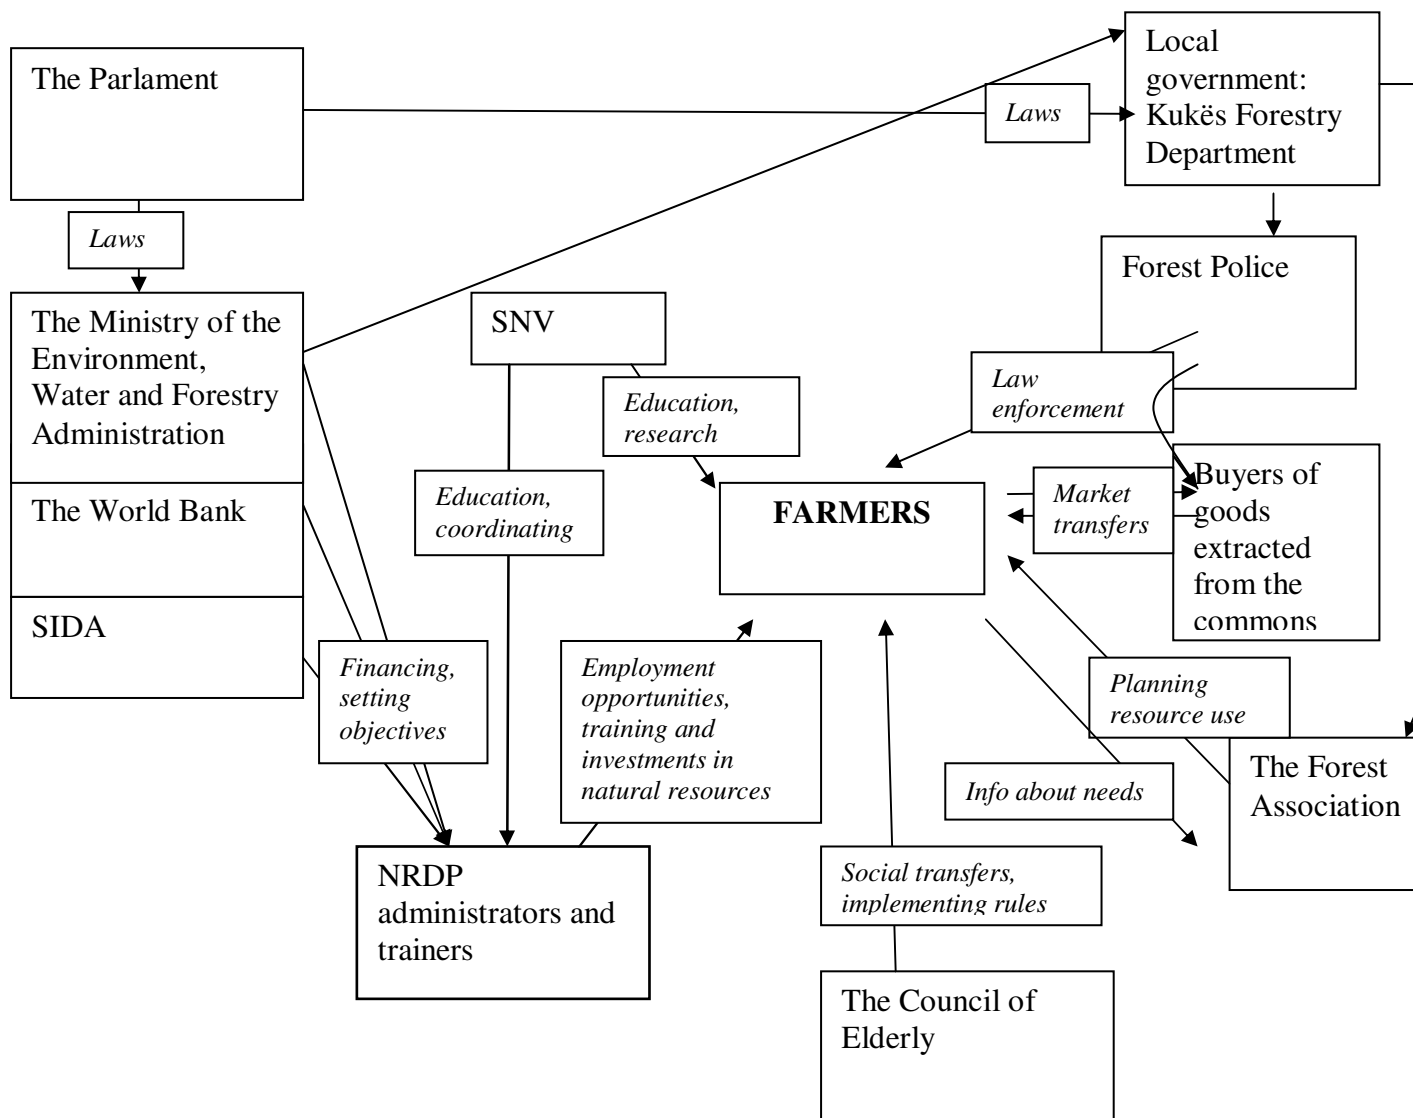 The Parlament
Laws
Local
government:
Kukës Forestry
Department
Laws
The Ministry of the
Environment,
Water and Forestry
Administration
The World Bank
SIDA
SNV
Education,
research
Education,
coordinating
Forest Police
Law
enforcement
FARMERS
Market
transfers
Buyers of
goods
extracted
from the
commons
Financing,
setting
objectives
Employment
opportunities,
training and
investments in
natural resources
Planning
resource use
Info about needs
The Forest
Association
NRDP
administrators and
trainers
Social transfers,
implementing rules
The Council of
Elderly